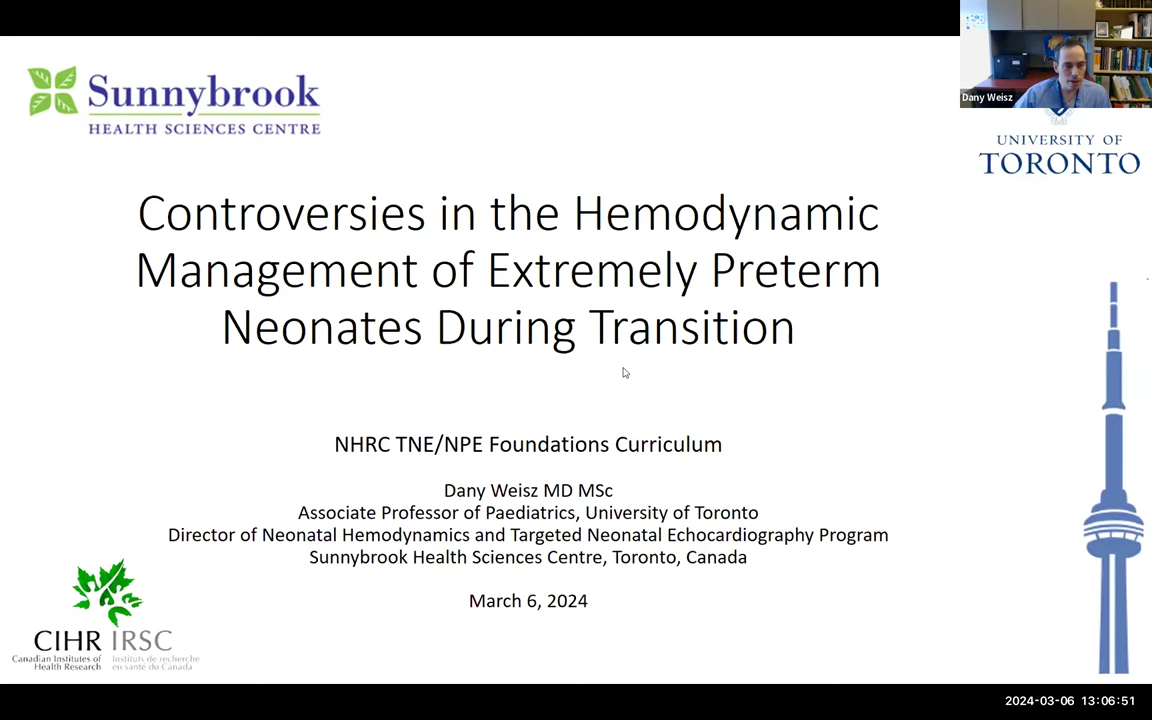 Sunnybrook
HEALTH SCIENCES CENTRE
Dany Weisz
UNIVERSITY OF
TORONTO
Controversies in the Hemodynamic
Management of Extremely Preterm
Neonates During Transition
NHRC TNE/NPE Foundations Curriculum
Dany Weisz MD MSc
Associate Professor of Paediatrics, University of Toronto
Director of Neonatal Hemodynamics and Targeted Neonatal Echocardiography Program
Sunnybrook Health Sciences Centre, Toronto, Canada
March 6, 2024
CIHR IRSC
Canadian Institutes of Instituts de recherche
Health Research en santé du Canada
2024-03-06 13:06:51